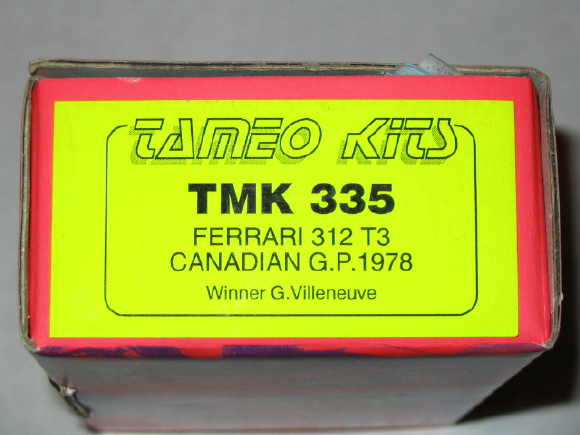 TAMEO KITS
TMK 335
FERRARI 312 T3
CANADIAN G.P.1978
Winner G.Villeneuve